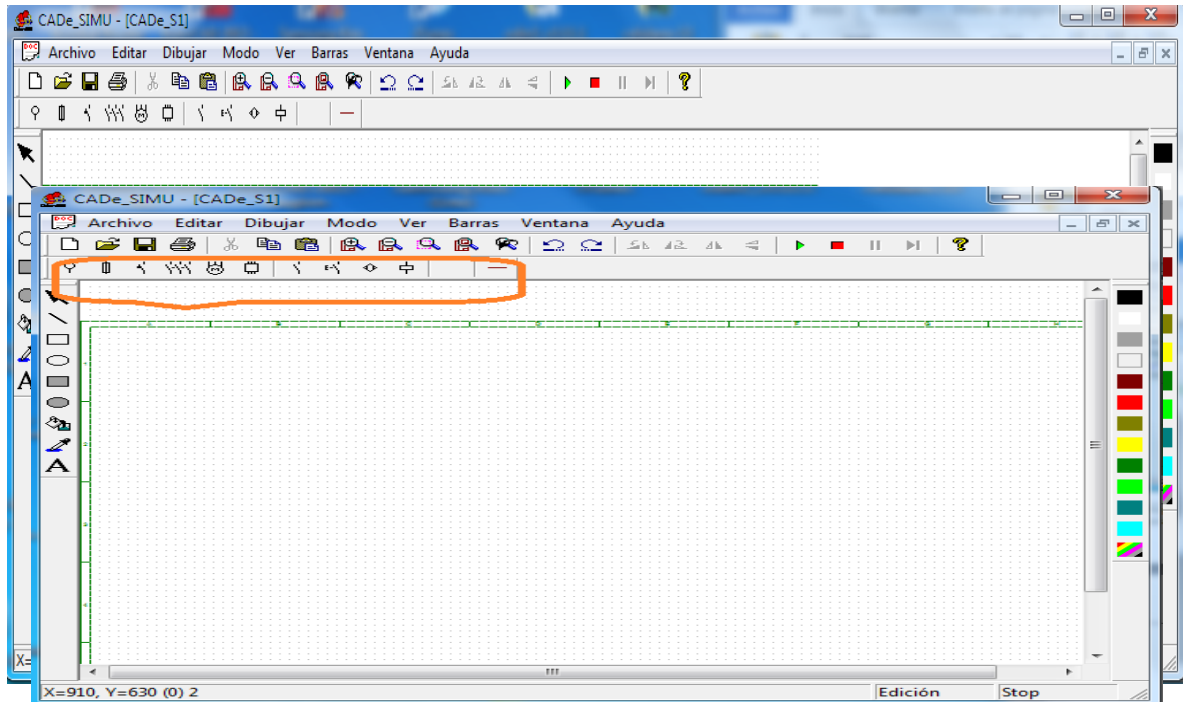 CADe_SIMU - [CADe_S1]
Archivo Editar Dibujar Modo Ver Barras Ventana Ayuda
A
X=
CADe_SIMU - [CADe_S1]
Archivo Editar Dibujar Modo Ver Barras Ventana Ayuda
A
X=910, Y=630 (0) 2 Edición Stop